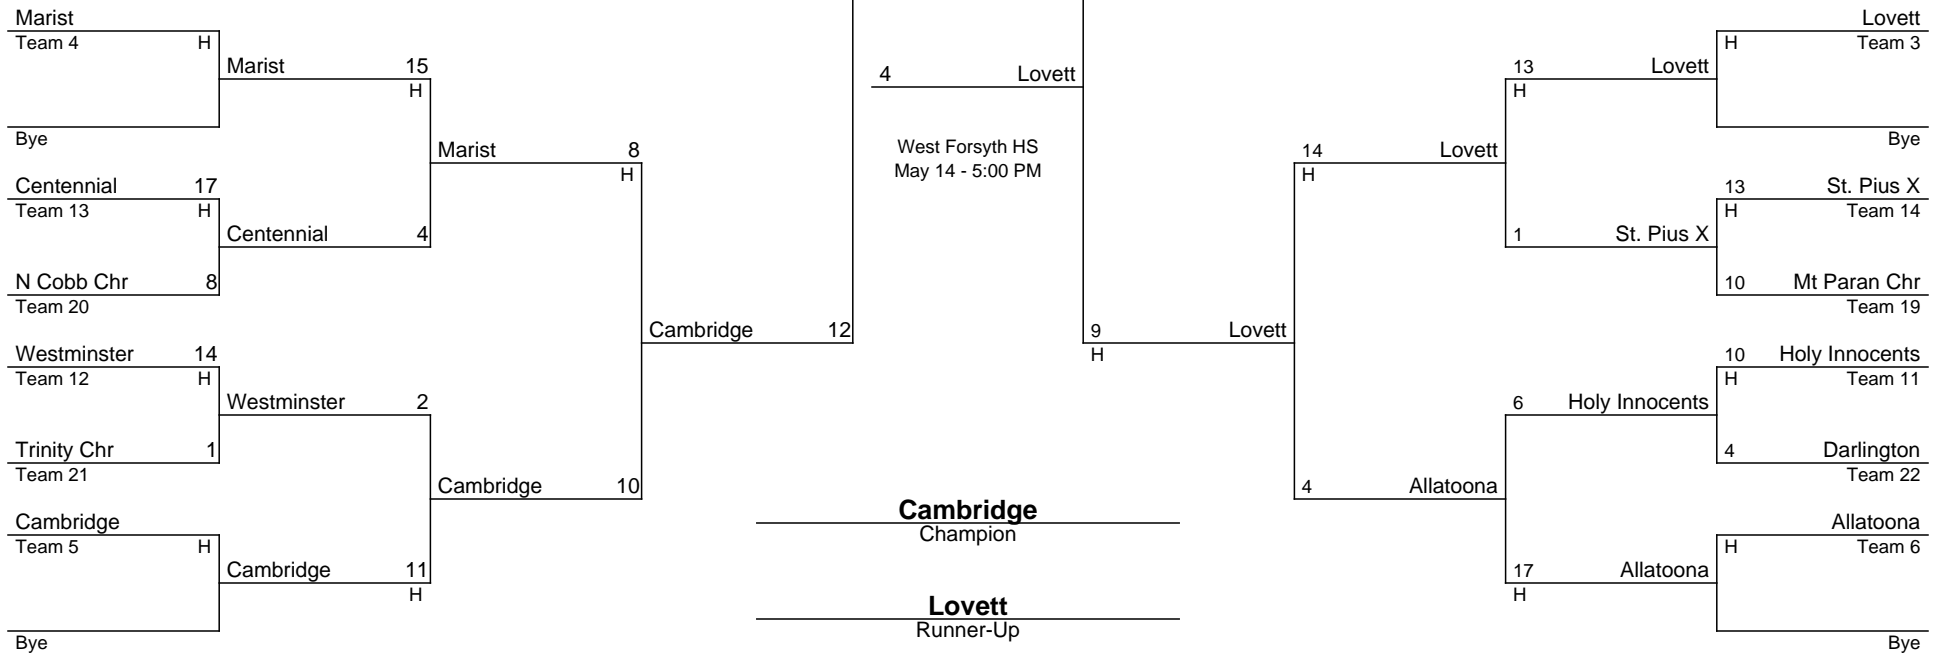 Marist
Team 4 H
Marist 15
H
Bye
Marist 8
H
Centennial 17
Team 13 H
Centennial 4
N Cobb Chr 8
Team 20
Cambridge 12
Westminster 14
Team 12 H
Westminster 2
Trinity Chr 1
Team 21
Cambridge 10
Cambridge
Team 5 H
Cambridge 11
H
Bye
4 Lovett
West Forsyth HS
May 14 - 5:00 PM
Cambridge
Champion
Lovett
Runner-Up
Lovett
H Team 3
13 Lovett
H
Bye
14 Lovett
H
13 St. Pius X
H Team 14
1 St. Pius X
10 Mt Paran Chr
Team 19
9 Lovett
H
10 Holy Innocents
H Team 11
6 Holy Innocents
4 Darlington
Team 22
4 Allatoona
Allatoona
H Team 6
17 Allatoona
H
Bye